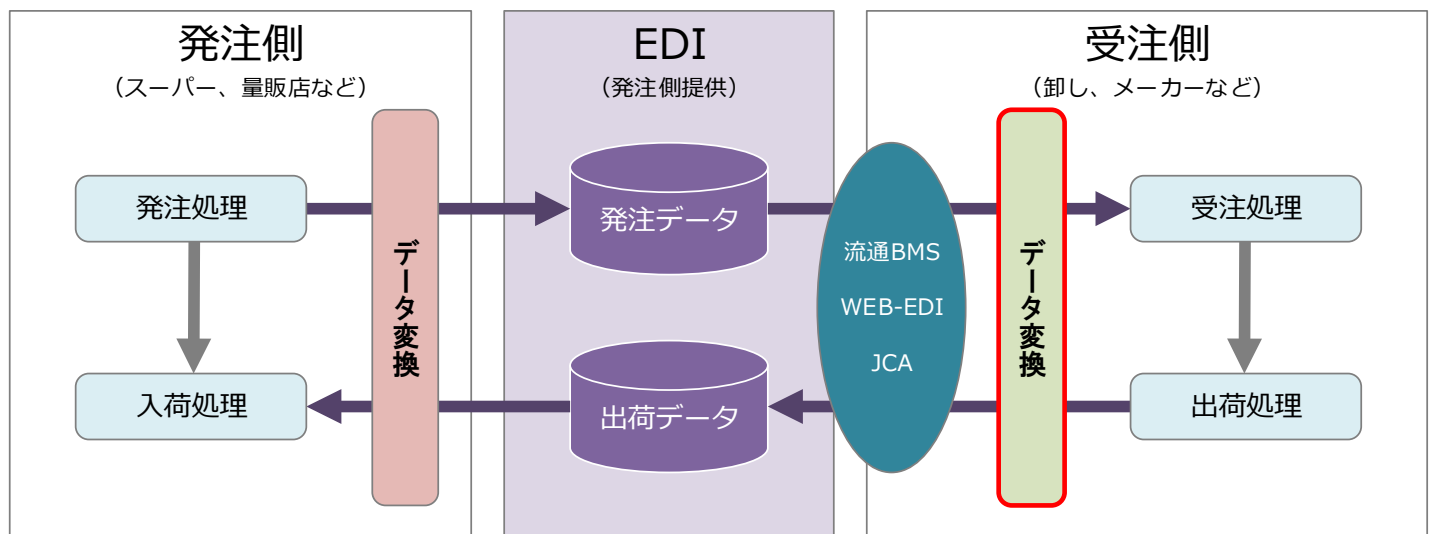 発注側
（スーパー、量販店など）
EDI
（発注側提供）
受注側
（卸し、メーカーなど）
発注処理
入荷処理
データ変換
発注データ
出荷データ
流通BMS
WEB-EDI
JCA
データ変換
受注処理
出荷処理